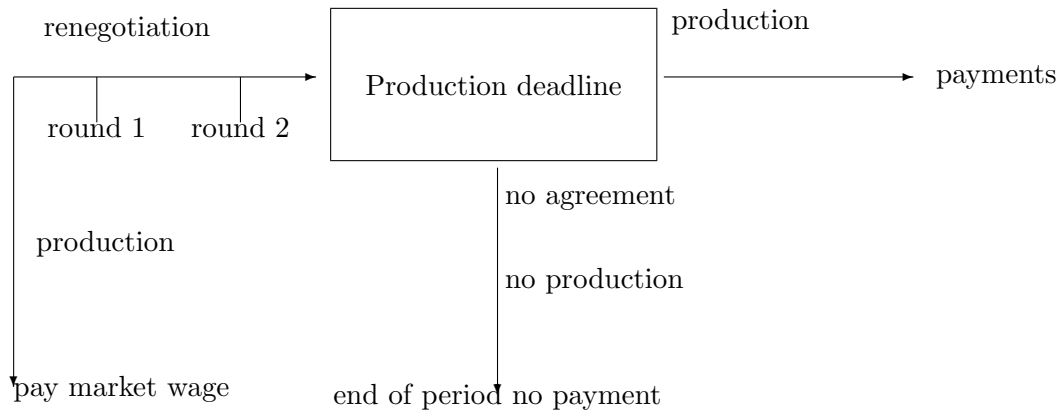 renegotiation
production
Production deadline
payments
round 1
round 2
no agreement
production
no production
pay market wage
end of period no payment